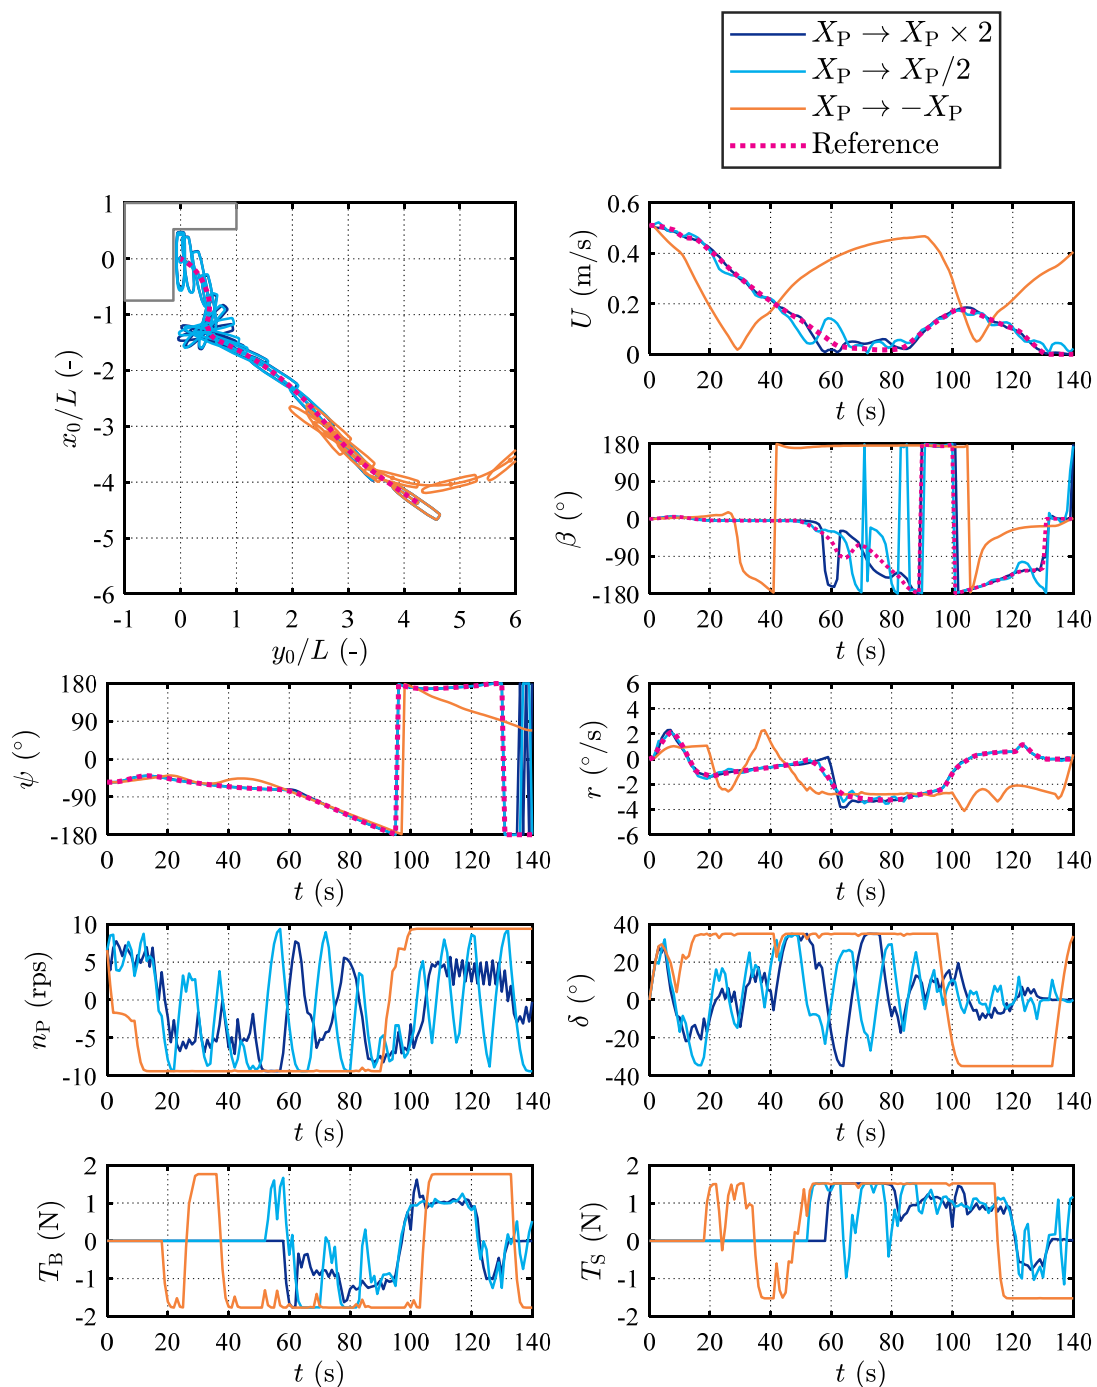 X_P → X_P × 2
X_P → X_P/2
X_P → −X_P
Reference
1
0
-1
-2
-3
-4
-5
-6
x_0/L (-)
-1 0 1 2 3 4 5 6
y_0/L (-)
0.6
0.4
0.2
0
U (m/s)
0 20 40 60 80 100 120 140
t (s)
180
90
0
-90
-180
β (°)
0 20 40 60 80 100 120 140
t (s)
180
90
0
-90
-180
ψ (°)
0 20 40 60 80 100 120 140
t (s)
6
4
2
0
-2
-4
-6
r (°/s)
0 20 40 60 80 100 120 140
t (s)
10
5
0
-5
-10
n_P (rps)
0 20 40 60 80 100 120 140
t (s)
40
20
0
-20
-40
δ (°)
0 20 40 60 80 100 120 140
t (s)
2
1
0
-1
-2
T_B (N)
0 20 40 60 80 100 120 140
t (s)
2
1
0
-1
-2
T_S (N)
0 20 40 60 80 100 120 140
t (s)